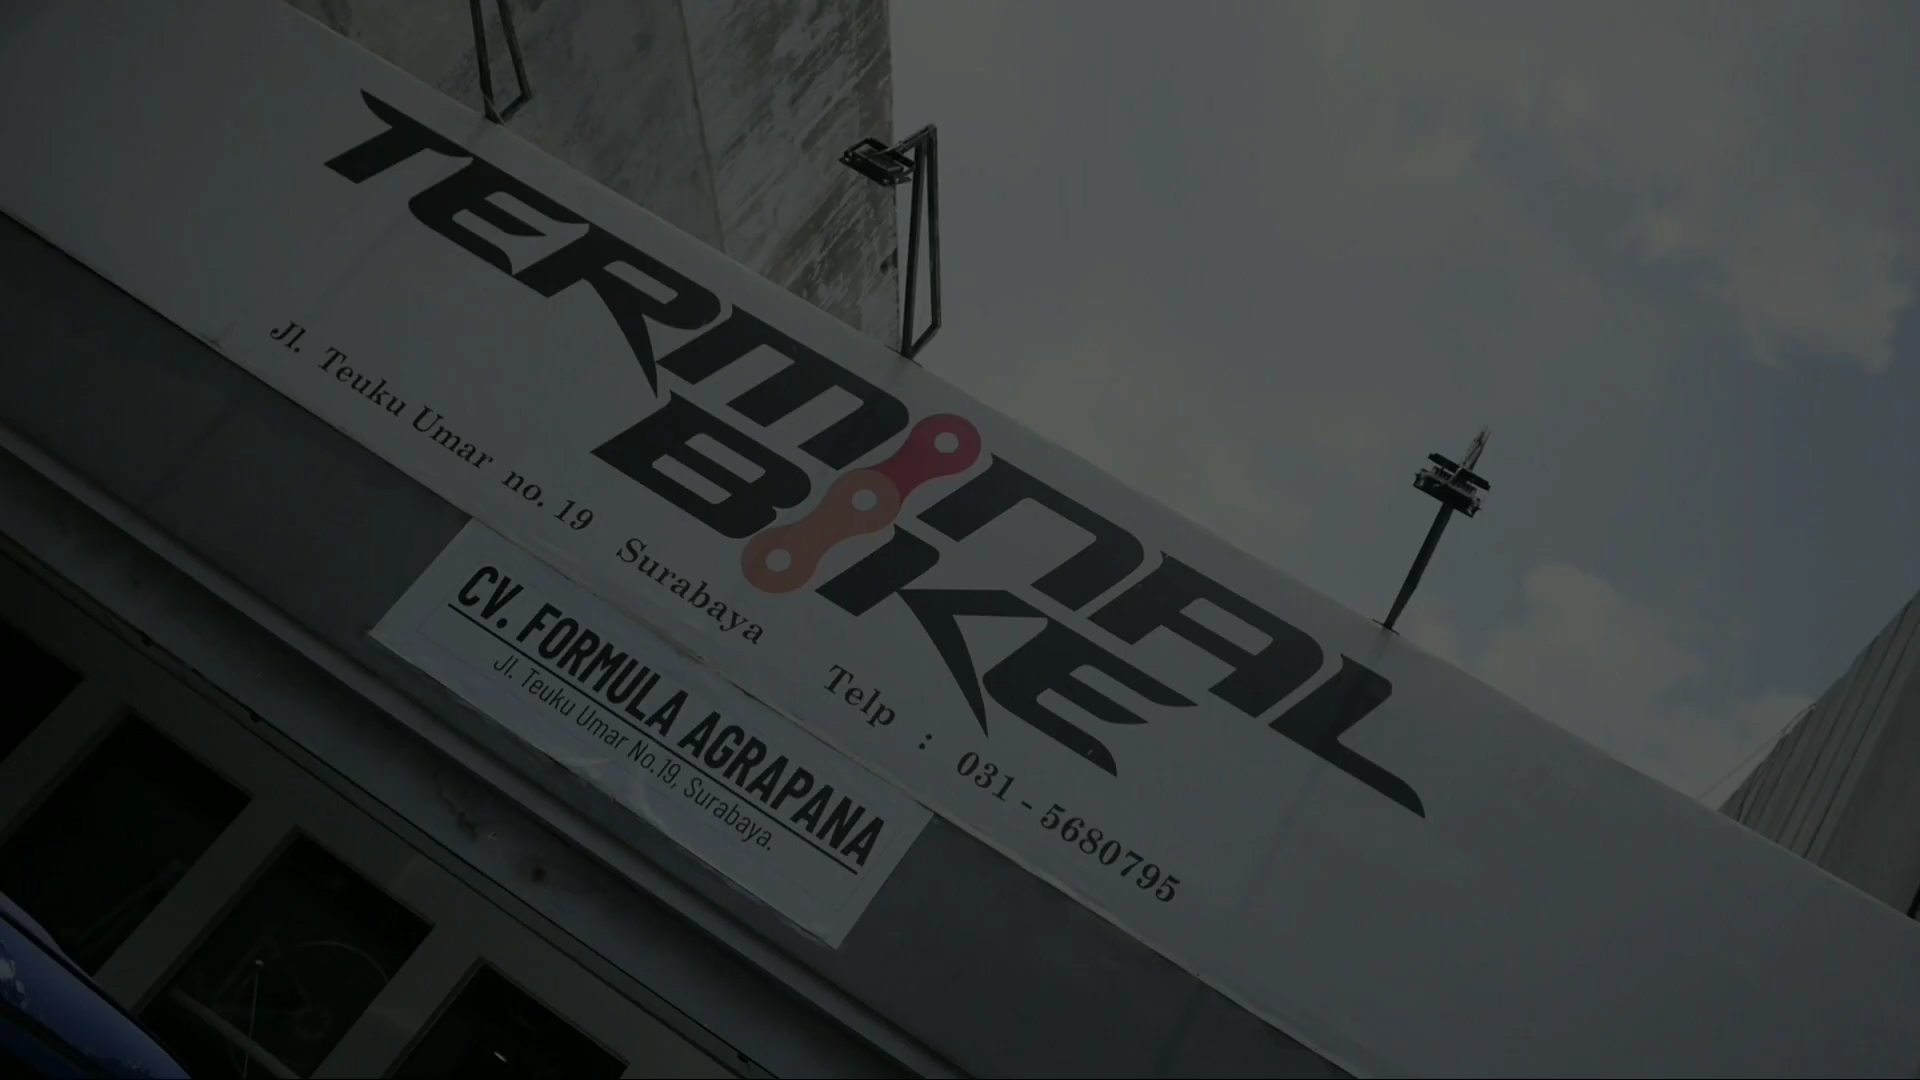 TERMINAL
BIKE
Jl. Teuku Umar no. 19 Surabaya Telp : 031 - 5680795
CV. FORMULA AGRAPANA
Jl. Teuku Umar No.19, Surabaya.